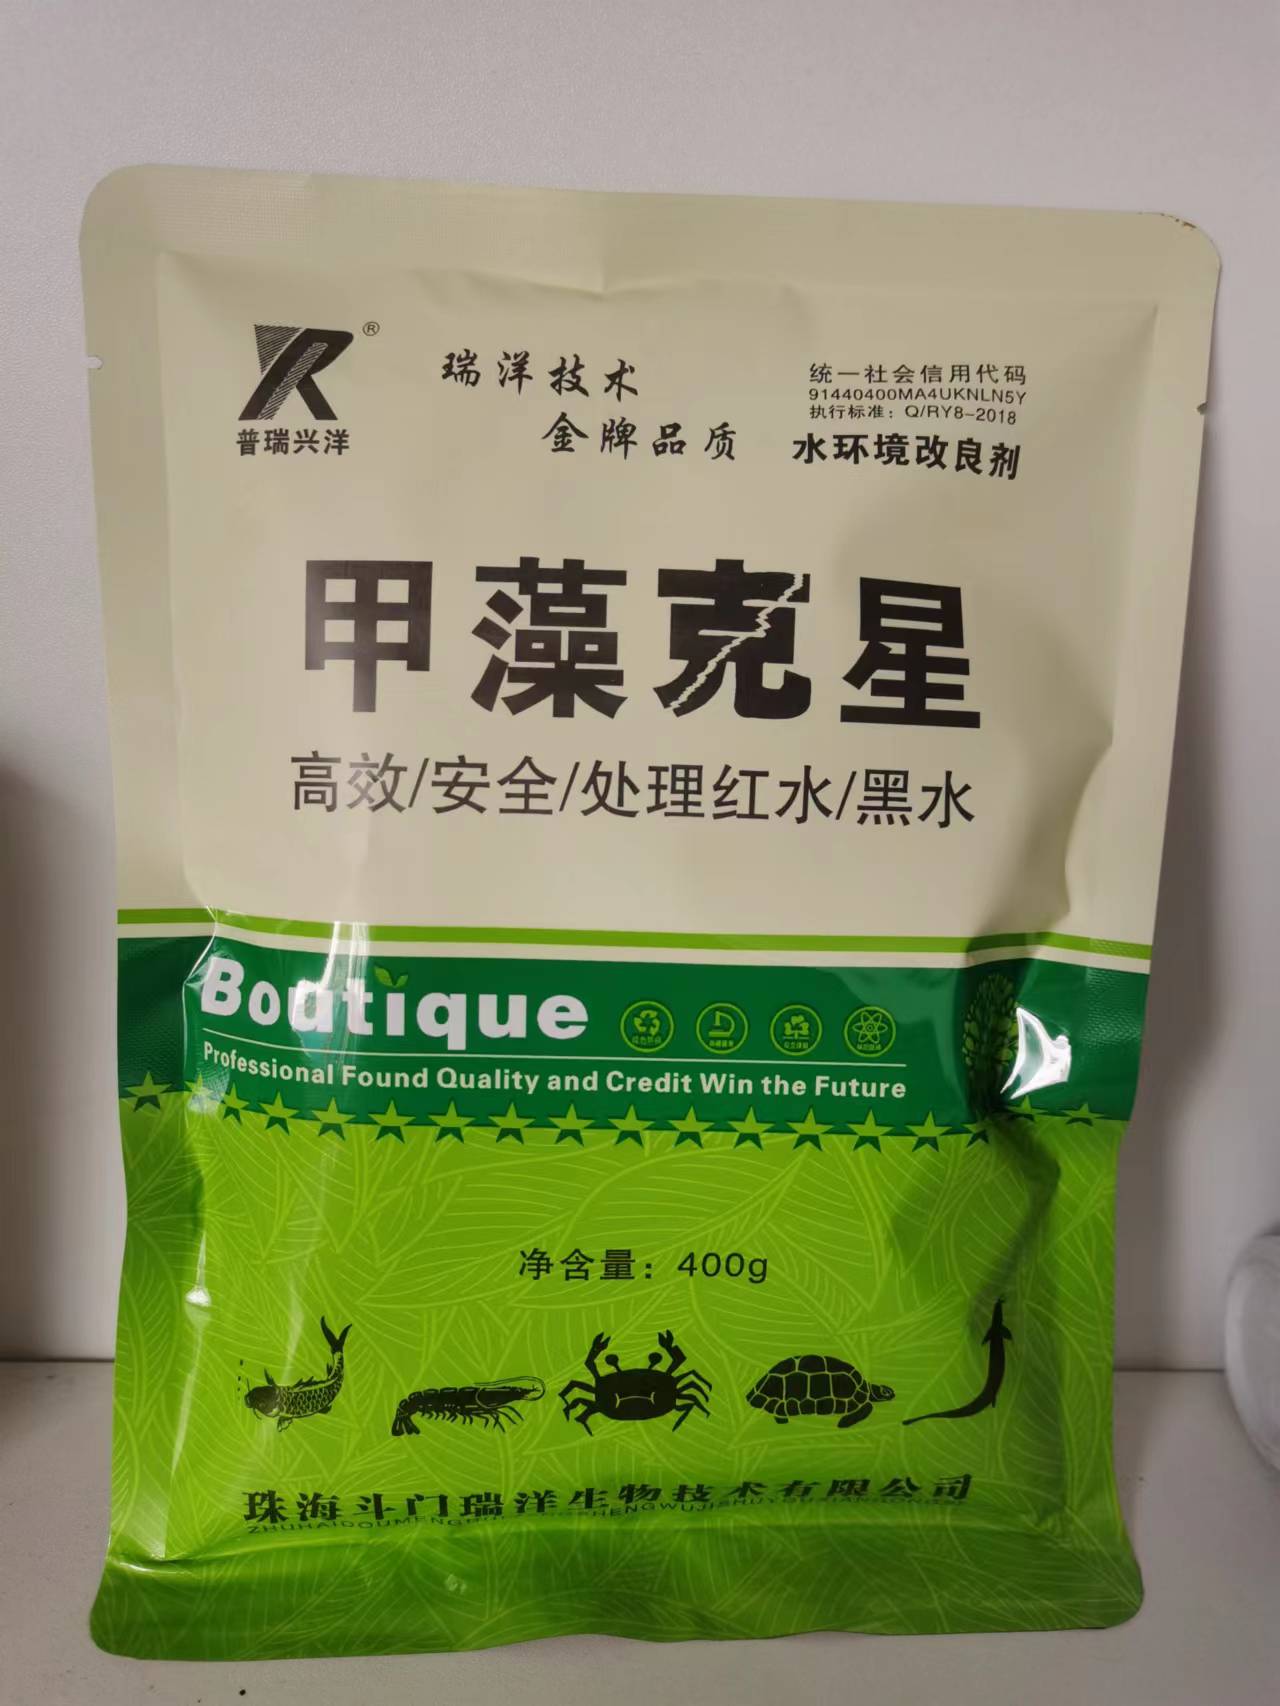 ®
普瑞兴洋
瑞洋技术
金牌品质
统一社会信用代码
91440400MA4UKNLN5Y
执行标准：Q/RY8-2018
水环境改良剂
甲藻克星
高效/安全/处理红水/黑水
Boutique
Professional Found Quality and Credit Win the Future
净含量：400g
珠海斗门瑞洋生物技术有限公司